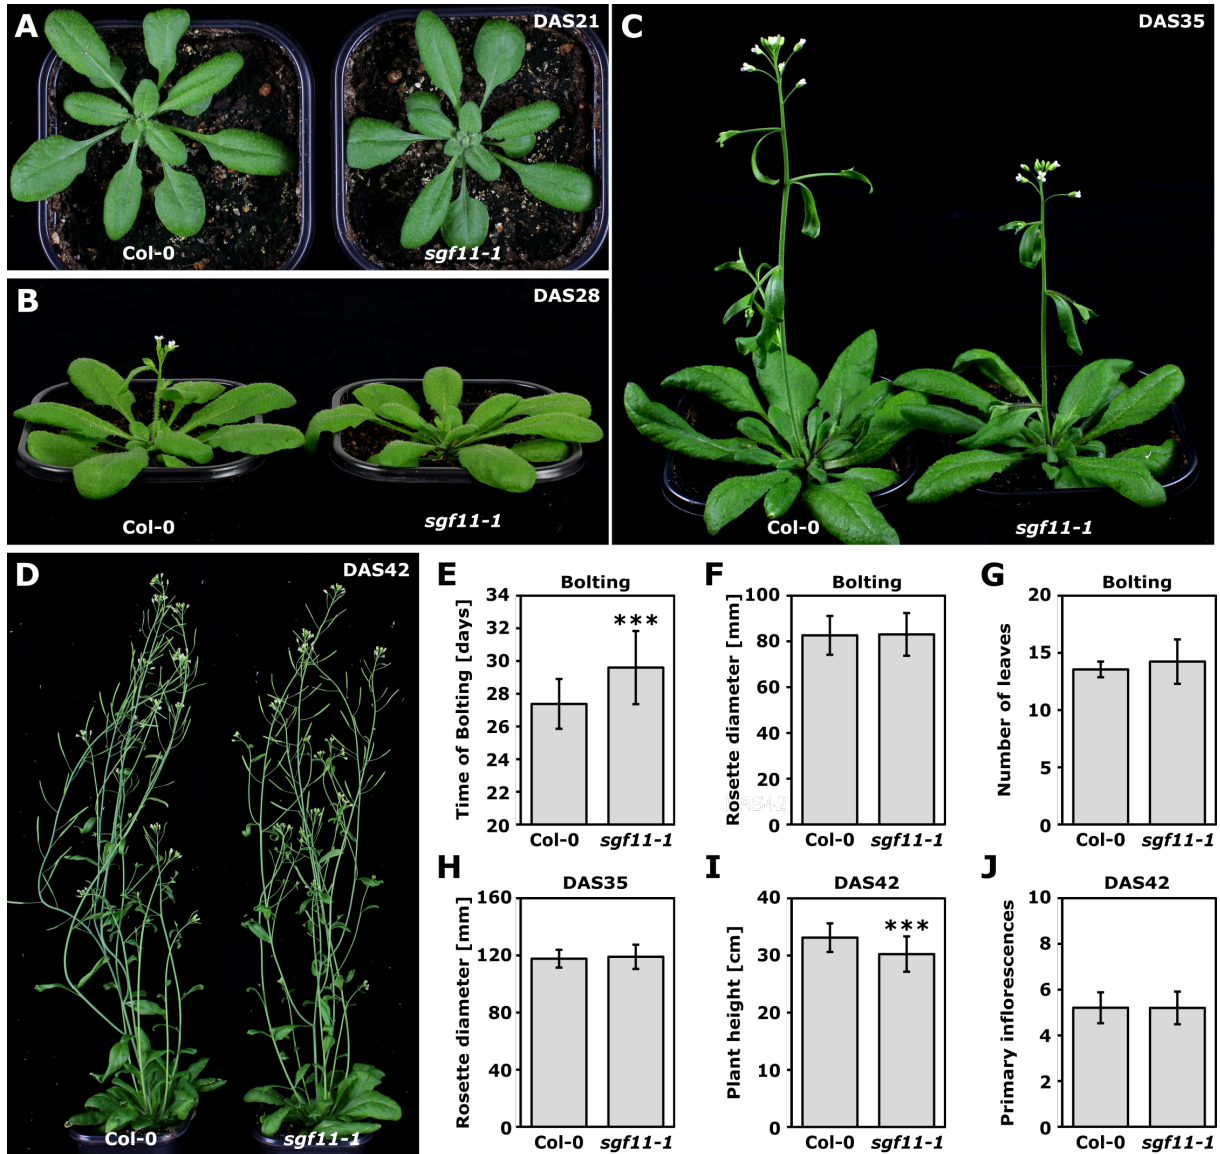 A
DAS21
Col-0
sgf11-1
B
DAS28
Col-0
sgf11-1
C
DAS35
Col-0
sgf11-1
D
DAS42
Col-0
sgf11-1
E
Bolting
Time of Bolting [days]
34
32
30
28
26
24
22
20
***
Col-0
sgf11-1
F
Bolting
Rosette diameter [mm]
100
80
60
40
20
0
DAS42
Col-0
sgf11-1
G
Bolting
Number of leaves
20
15
10
5
0
Col-0
sgf11-1
H
DAS35
Rosette diameter [mm]
160
120
80
40
0
Col-0
sgf11-1
I
DAS42
Plant height [cm]
40
30
20
10
0
***
Col-0
sgf11-1
J
DAS42
Primary inflorescences
10
8
6
4
2
0
Col-0
sgf11-1